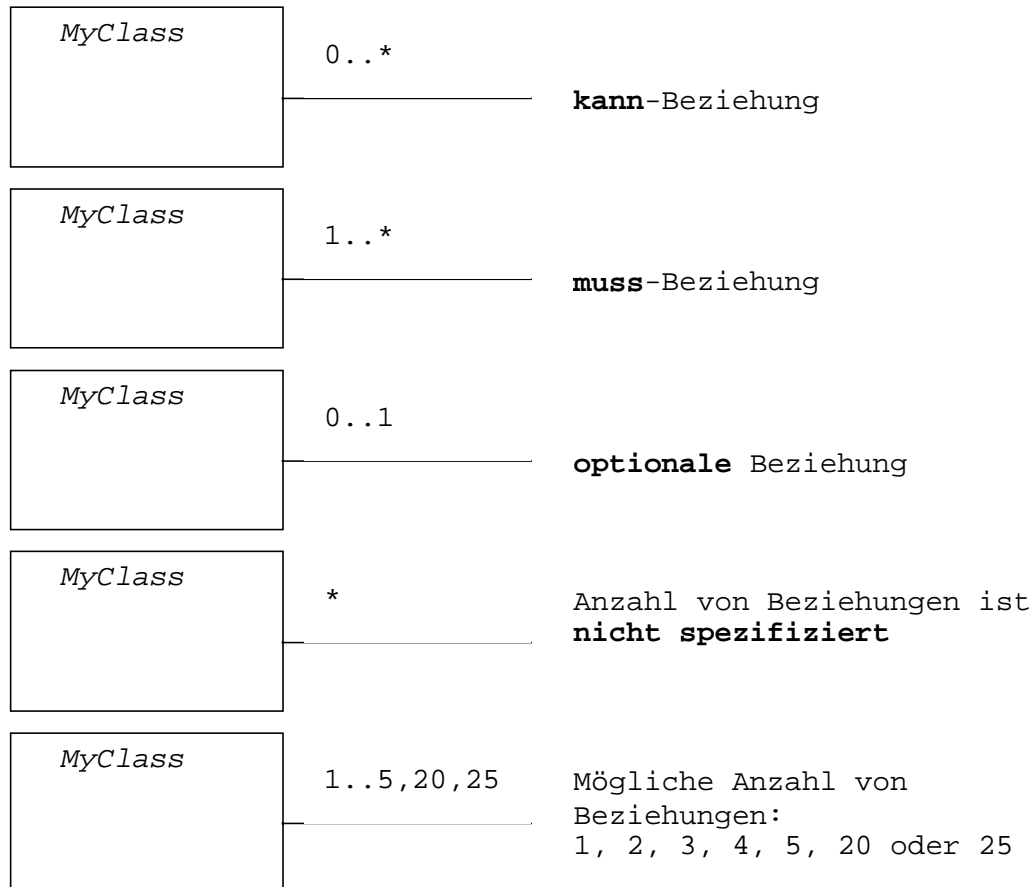 MyClass
0..*
kann-Beziehung
MyClass
1..*
muss-Beziehung
MyClass
0..1
optionale Beziehung
MyClass
*
Anzahl von Beziehungen ist
nicht spezifiziert
MyClass
1..5,20,25
Mögliche Anzahl von
Beziehungen:
1, 2, 3, 4, 5, 20 oder 25